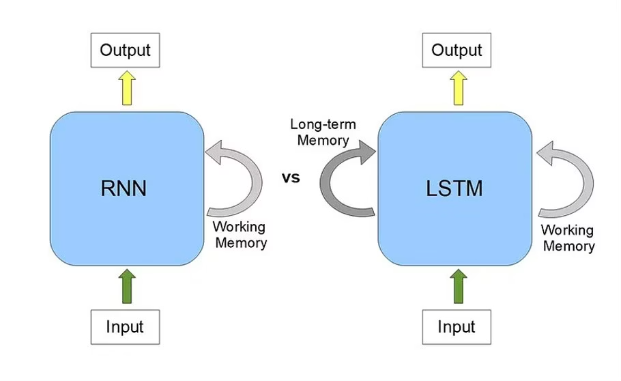 Output
RNN
Working
Memory
Input
vs
Output
Long-term
Memory
LSTM
Working
Memory
Input